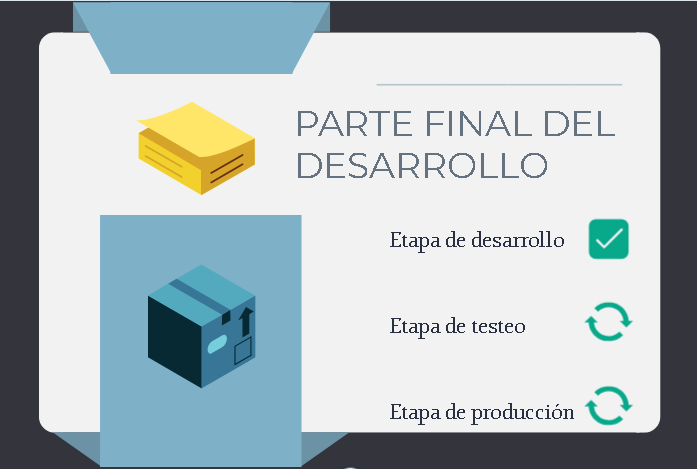 PARTE FINAL DEL
DESARROLLO
Etapa de desarrollo
Etapa de testeo
Etapa de producción